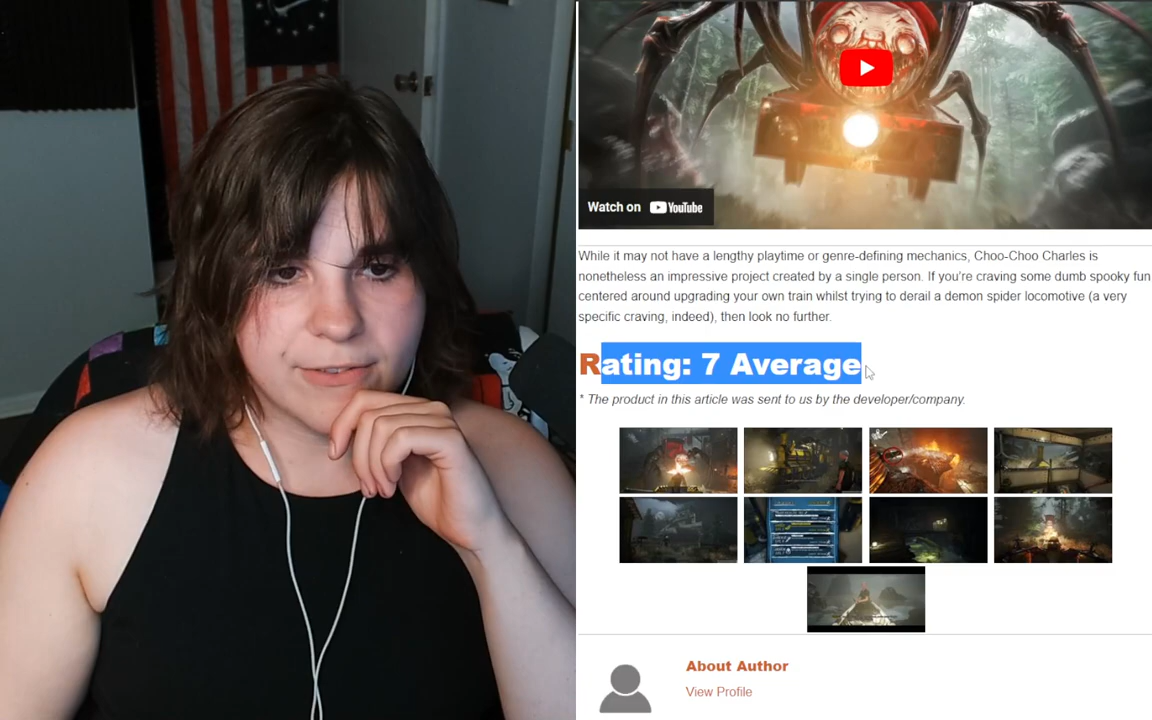 Watch on YouTube
While it may not have a lengthy playtime or genre-defining mechanics, Choo-Choo Charles is
nonetheless an impressive project created by a single person. If you're craving some dumb spooky fun
centered around upgrading your own train whilst trying to derail a demon spider locomotive (a very
specific craving, indeed), then look no further.
Rating: 7 Average
* The product in this article was sent to us by the developer/company.
About Author
View Profile